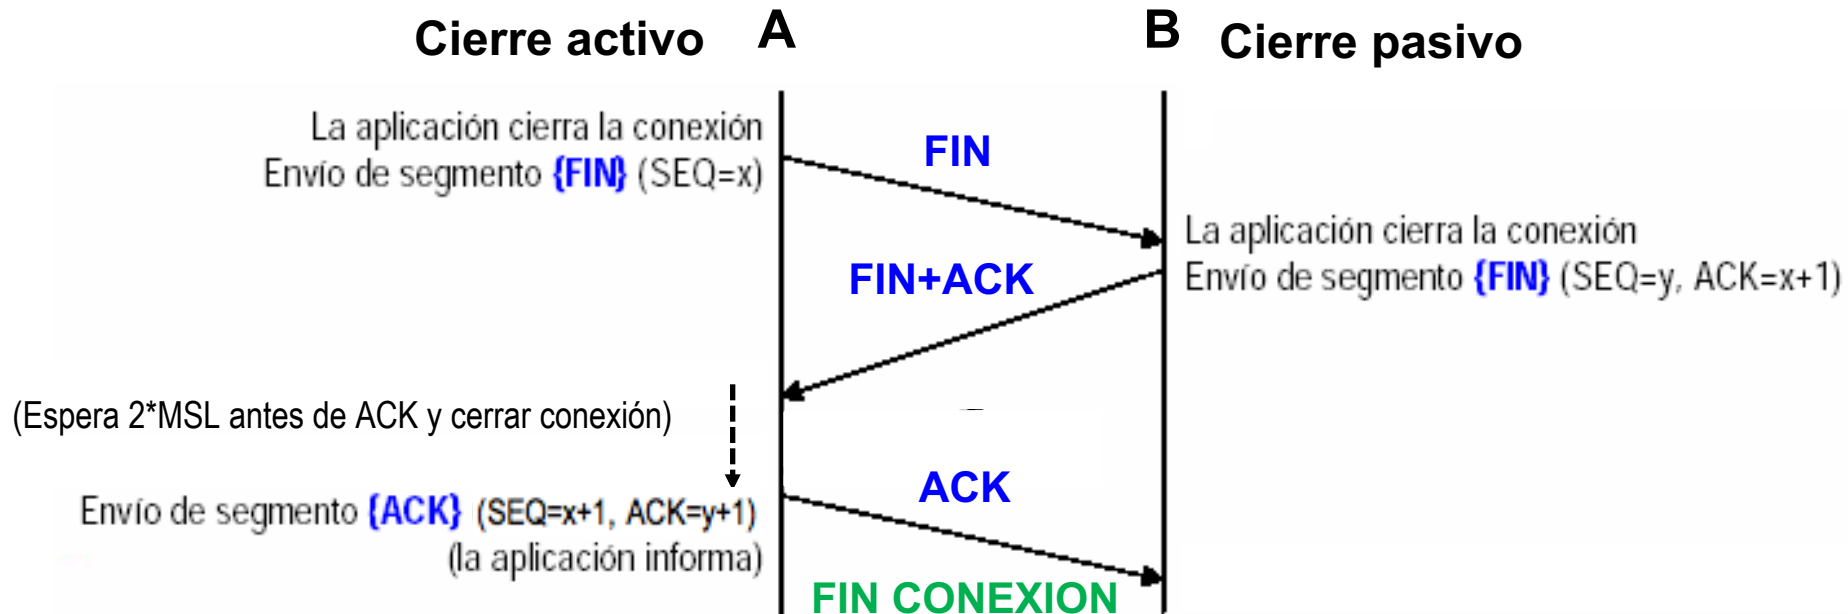 Cierre activo A B Cierre pasivo
La aplicación cierra la conexión
Envío de segmento {FIN} (SEQ=x)
FIN
La aplicación cierra la conexión
Envío de segmento {FIN} (SEQ=y, ACK=x+1)
FIN+ACK
(Espera 2*MSL antes de ACK y cerrar conexión)
ACK
Envío de segmento {ACK} (SEQ=x+1, ACK=y+1)
(la aplicación informa)
FIN CONEXION